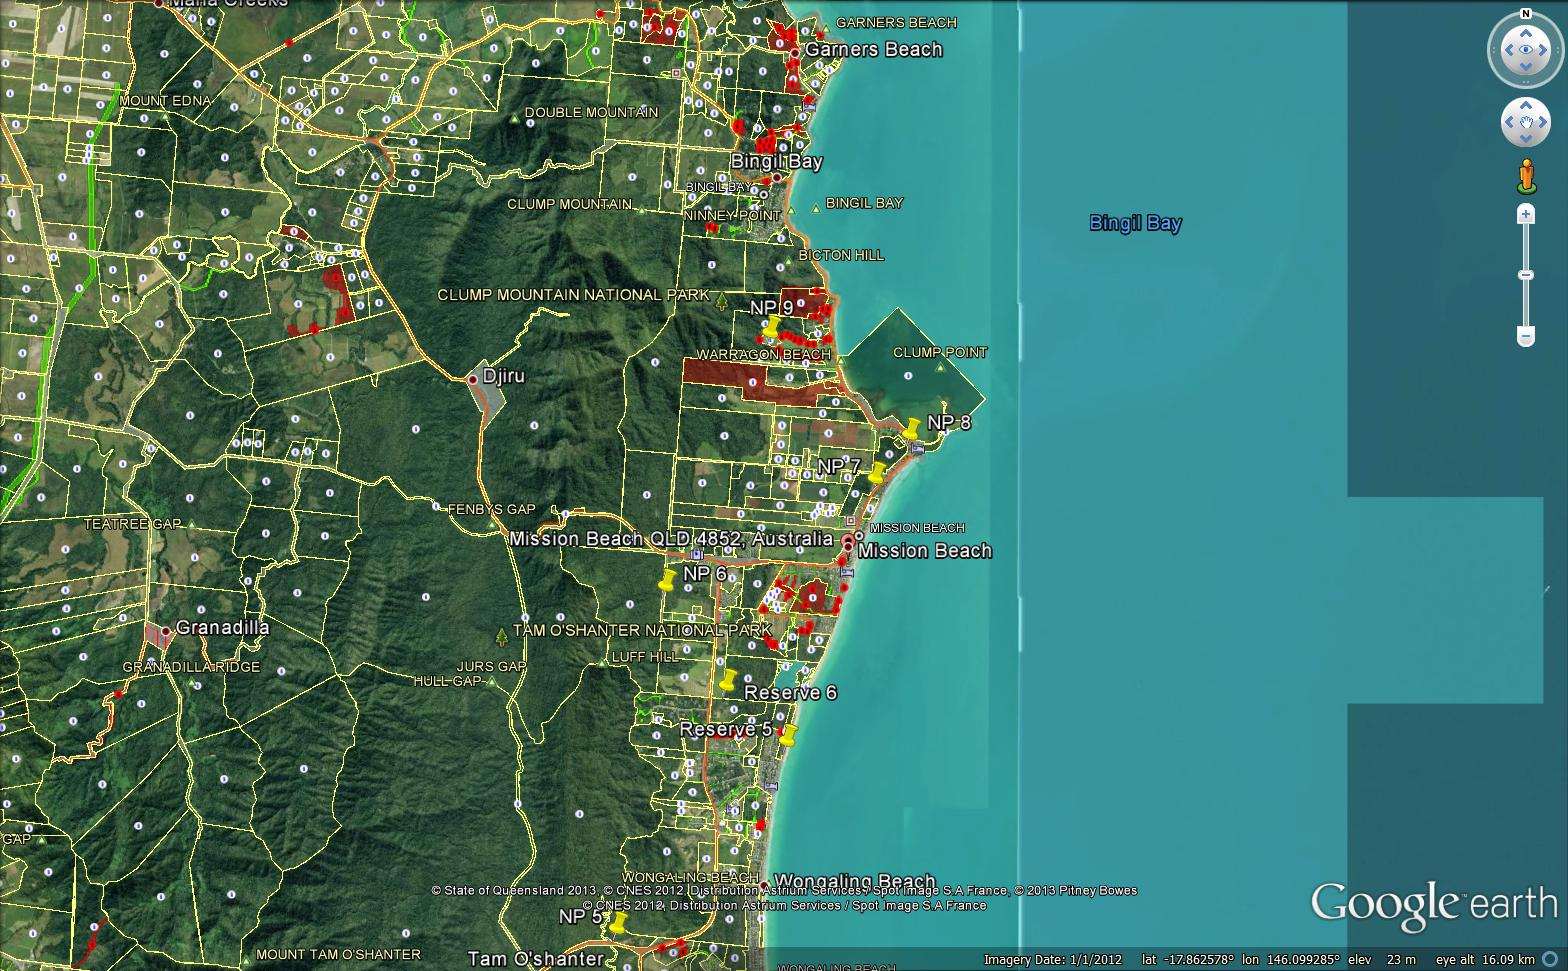 Maria Creeks
GARNERS BEACH
Garners Beach
N
MOUNT EDNA
DOUBLE MOUNTAIN
Bingil Bay
BINGIL BAY
CLUMP MOUNTAIN
BINGIL BAY
NINNEY POINT
Bingil Bay
BICTON HILL
CLUMP MOUNTAIN NATIONAL PARK
NP 9
WARRAGON BEACH
CLUMP POINT
Djiru
NP 8
NP 7
FENBYS GAP
TEATREE GAP
MISSION BEACH
Mission Beach QLD 4852, Australia
Mission Beach
NP 6
Granadilla
TAM O'SHANTER NATIONAL PARK
LUFF HILL
GRANADILLA RIDGE
JURS GAP
HULL GAP
Reserve 6
Reserve 5
GAP
WONGALING BEACH
Wongaling Beach
© State of Queensland 2013, © CNES 2012, Distribution Astrium Services / Spot Image S.A France, © 2013 Pitney Bowes
© CNES 2012, Distribution Astrium Services / Spot Image S.A France
Google earth
NP 5
MOUNT TAM O'SHANTER
Tam O'shanter
WONGALING BEACH
Imagery Date: 1/1/2012 lat -17.862578° lon 146.099285° elev 23 m eye alt 16.09 km